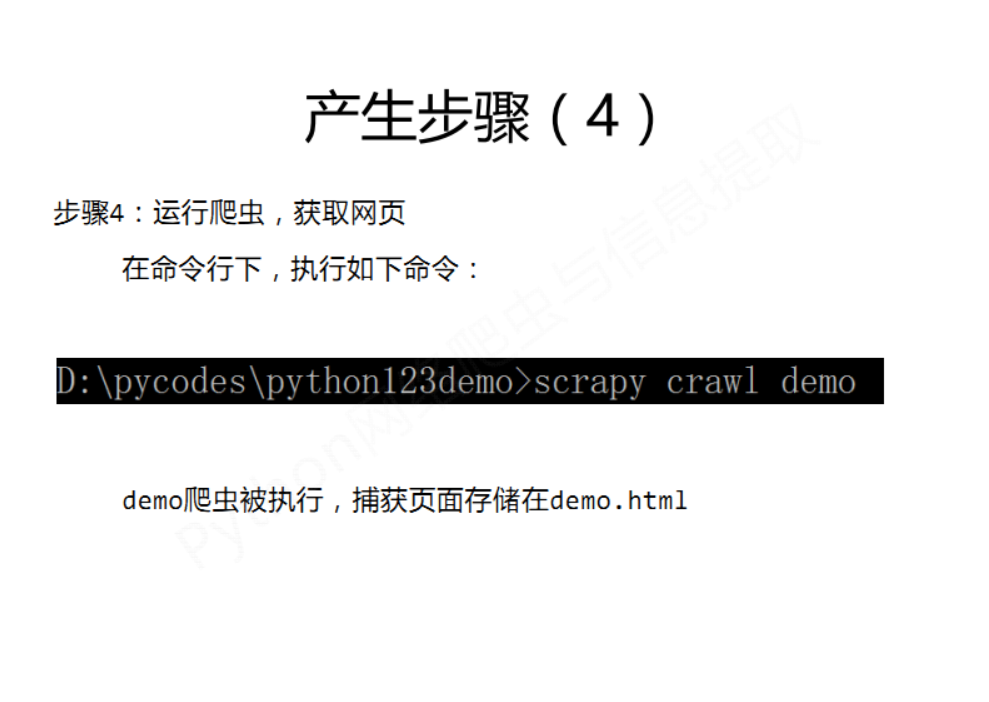 产生步骤（4）
步骤4：运行爬虫，获取网页
在命令行下，执行如下命令：
D:\pycodes\python123demo>scrapy crawl demo
demo爬虫被执行，捕获页面存储在demo.html
Python网络爬虫与信息提取